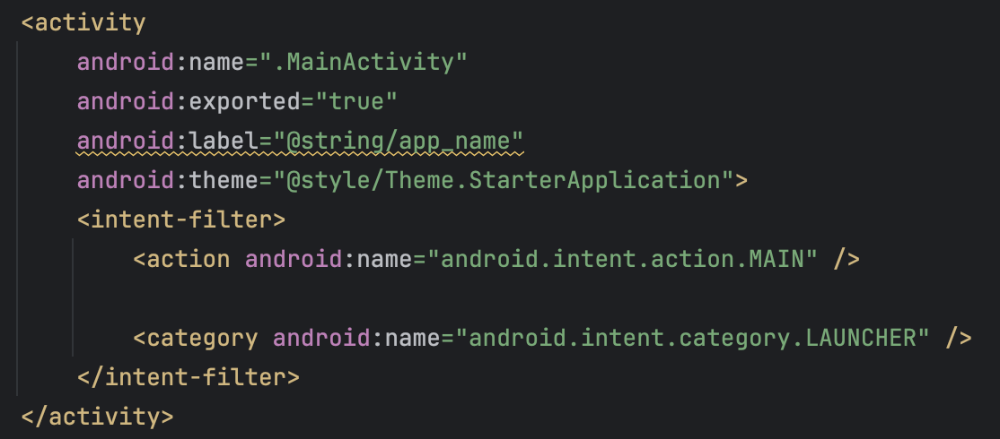 <activity
android:name=".MainActivity"
android:exported="true"
android:label="@string/app_name"
android:theme="@style/Theme.StarterApplication">
<intent-filter>
<action android:name="android.intent.action.MAIN" />
<category android:name="android.intent.category.LAUNCHER" />
</intent-filter>
</activity>